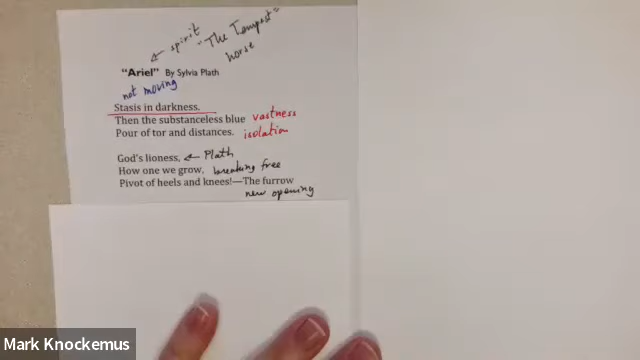 ← spirit "The Tempest"
horse
"Ariel" By Sylvia Plath
not moving
Stasis in darkness.
Then the substanceless blue vastness
Pour of tor and distances. isolation
God's lioness, ← Plath
How one we grow, breaking free
Pivot of heels and knees!—The furrow
new opening
Mark Knockemus